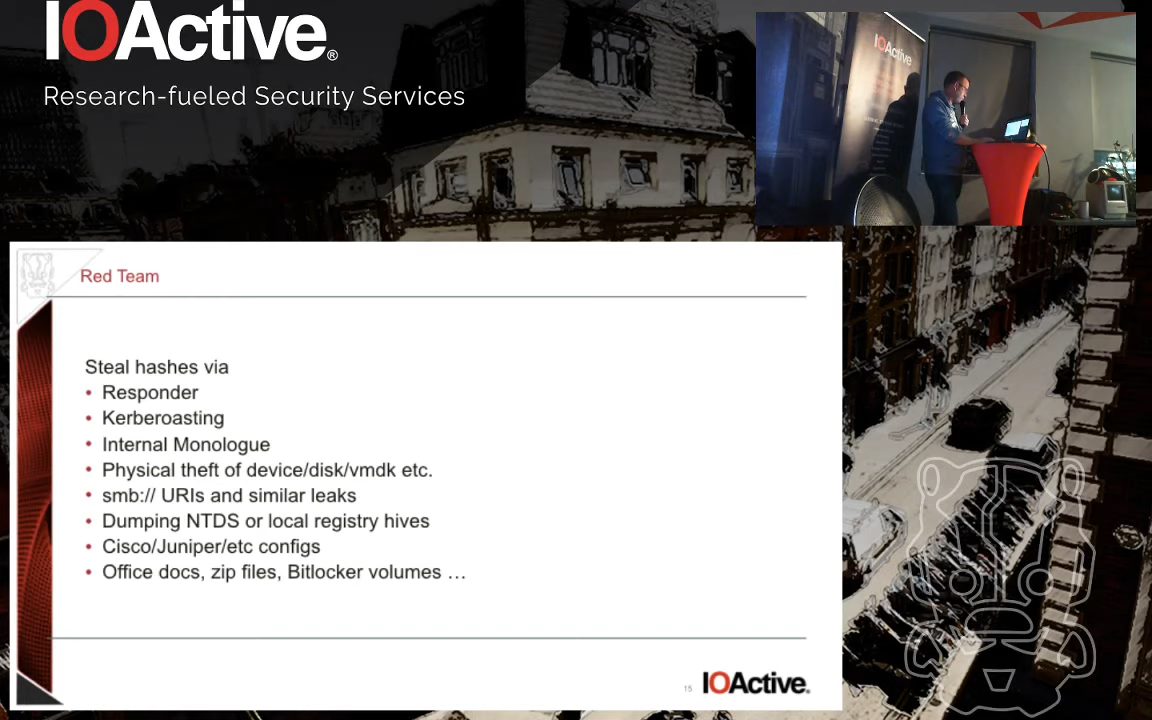 IOActive®
Research-fueled Security Services
IOActive
Red Team
Steal hashes via
• Responder
• Kerberoasting
• Internal Monologue
• Physical theft of device/disk/vmdk etc.
• smb:// URIs and similar leaks
• Dumping NTDS or local registry hives
• Cisco/Juniper/etc configs
• Office docs, zip files, Bitlocker volumes …
15
IOActive.